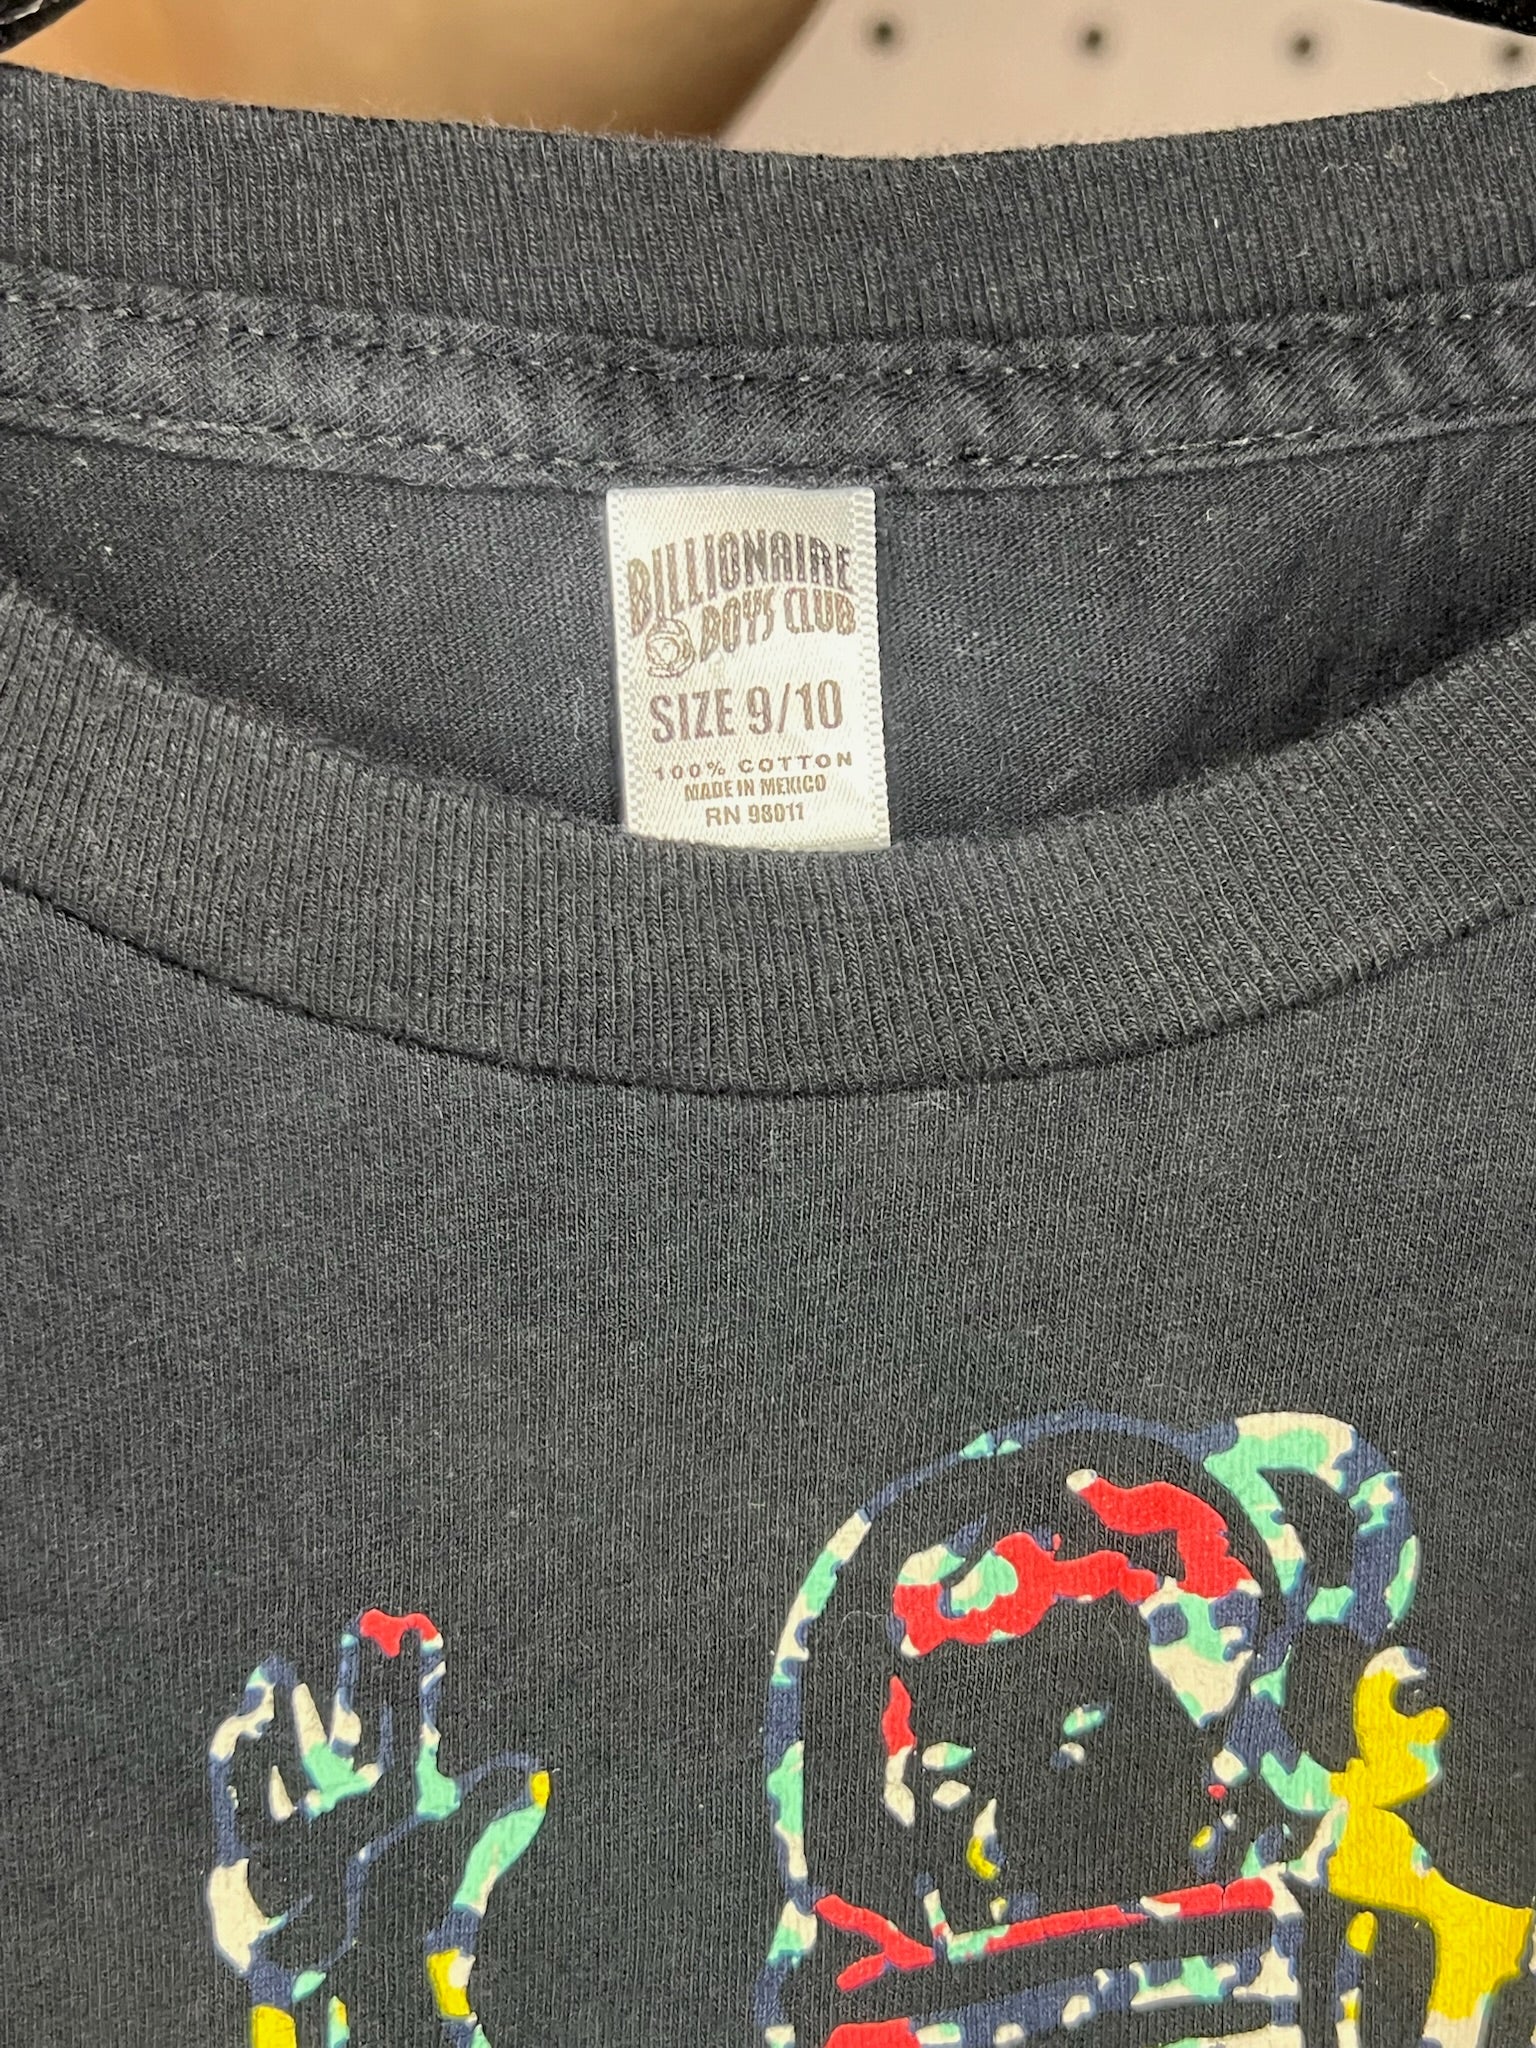 BILLIONAIRE
BOYS CLUB
SIZE 9/10
100% COTTON
MADE IN MEXICO
RN 98011